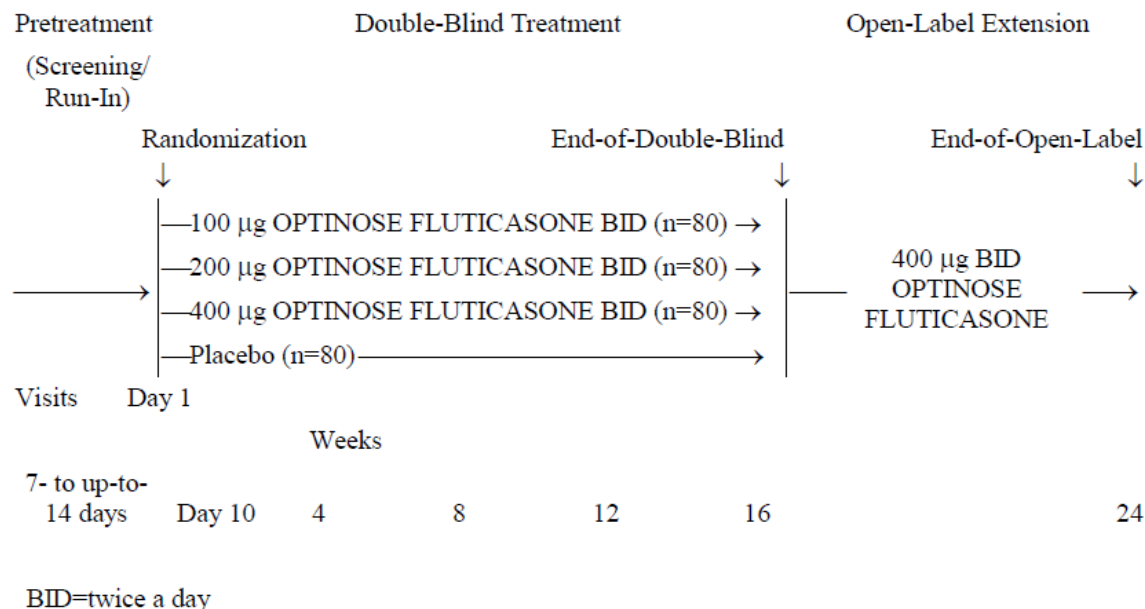 Pretreatment Double-Blind Treatment Open-Label Extension
(Screening/
Run-In)
Randomization End-of-Double-Blind End-of-Open-Label
↓ ↓ ↓
100 µg OPTINOSE FLUTICASONE BID (n=80) →
200 µg OPTINOSE FLUTICASONE BID (n=80) →
400 µg OPTINOSE FLUTICASONE BID (n=80) →
Placebo (n=80)
400 µg BID
OPTINOSE
FLUTICASONE
Visits Day 1
Weeks
7- to up-to-
14 days Day 10 4 8 12 16 24
BID=twice a day